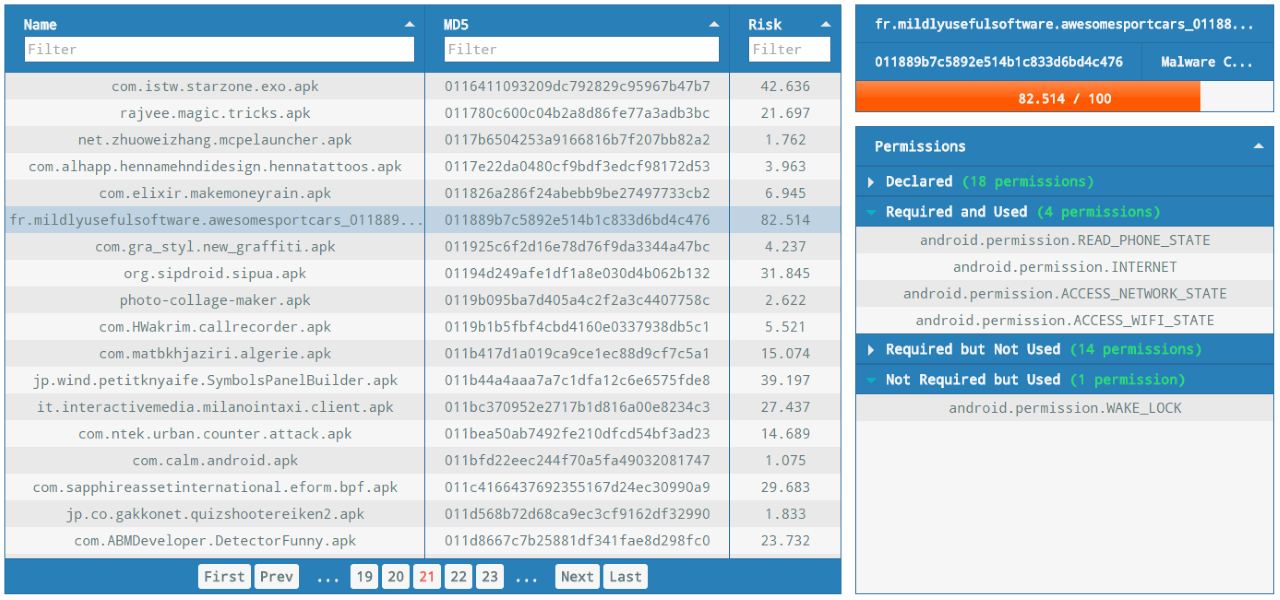 Name MD5 Risk
Filter Filter Filter
com.istw.starzone.exo.apk 0116411093209dc792829c95967b47b7 42.636
rajvee.magic.tricks.apk 011780c600c04b2a8d86fe77a3adb3bc 21.697
net.zhuoweizhang.mcpelauncher.apk 0117b6504253a9166816b7f207bb82a2 1.762
com.alhapp.hennamehndidesign.hennatattoos.apk 0117e22da0480cf9bdf3edcf98172d53 3.963
com.elixir.makemoneyrain.apk 011826a286f24abebb9be27497733cb2 6.945
fr.mildlyusefulsoftware.awesomesportcars_011889... 011889b7c5892e514b1c833d6bd4c476 82.514
com.gra_styl.new_graffiti.apk 011925c6f2d16e78d76f9da3344a47bc 4.237
org.sipdroid.sipua.apk 01194d249afe1df1a8e030d4b062b132 31.845
photo-collage-maker.apk 0119b095ba7d405a4c2f2a3c4407758c 2.622
com.HWakrim.callrecorder.apk 0119b1b5fbf4cbd4160e0337938db5c1 5.521
com.matbkhjaziri.algerie.apk 011b417d1a019ca9ce1ec88d9cf7c5a1 15.074
jp.wind.petitknyaife.SymbolsPanelBuilder.apk 011b44a4aaa7a7c1dfa12c6e6575fde8 39.197
it.interactivemedia.milanointaxi.client.apk 011bc370952e2717b1d816a00e8234c3 27.437
com.ntek.urban.counter.attack.apk 011bea50ab7492fe210dfcd54bf3ad23 14.689
com.calm.android.apk 011bfd22eec244f70a5fa49032081747 1.075
com.sapphireassetinternational.eform.bpf.apk 011c4166437692355167d24ec30990a9 29.683
jp.co.gakkonet.quizshootereiken2.apk 011d568b72d68ca9ec3cf9162df32990 1.833
com.ABMDeveloper.DetectorFunny.apk 011d8667c7b25881df341fae8d298fc0 23.732
First Prev ... 19 20 21 22 23 ... Next Last
fr.mildlyusefulsoftware.awesomesportcars_01188...
011889b7c5892e514b1c833d6bd4c476 Malware C...
82.514 / 100
Permissions
Declared (18 permissions)
Required and Used (4 permissions)
android.permission.READ_PHONE_STATE
android.permission.INTERNET
android.permission.ACCESS_NETWORK_STATE
android.permission.ACCESS_WIFI_STATE
Required but Not Used (14 permissions)
Not Required but Used (1 permission)
android.permission.WAKE_LOCK